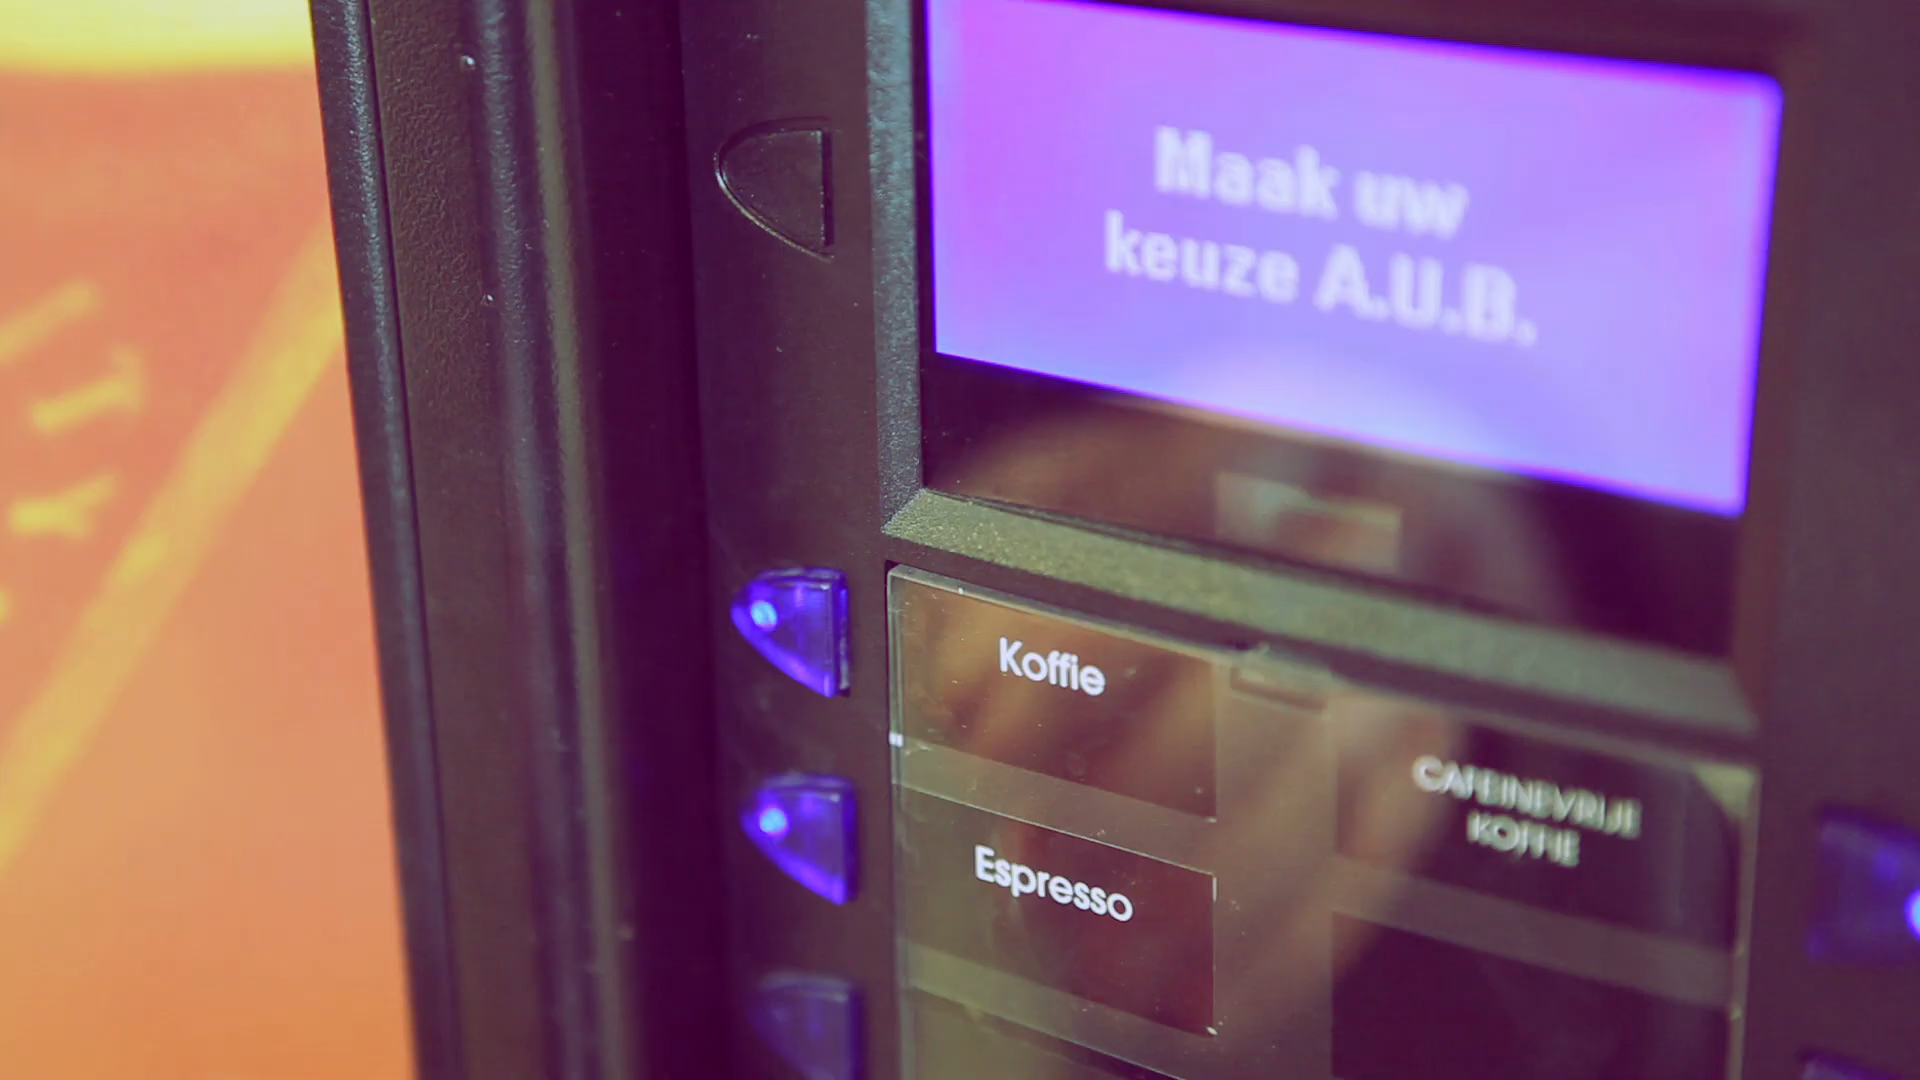 Maak uw
keuze A.U.B.
Koffie
CAFEINEVRIJE
KOFFIE
Espresso